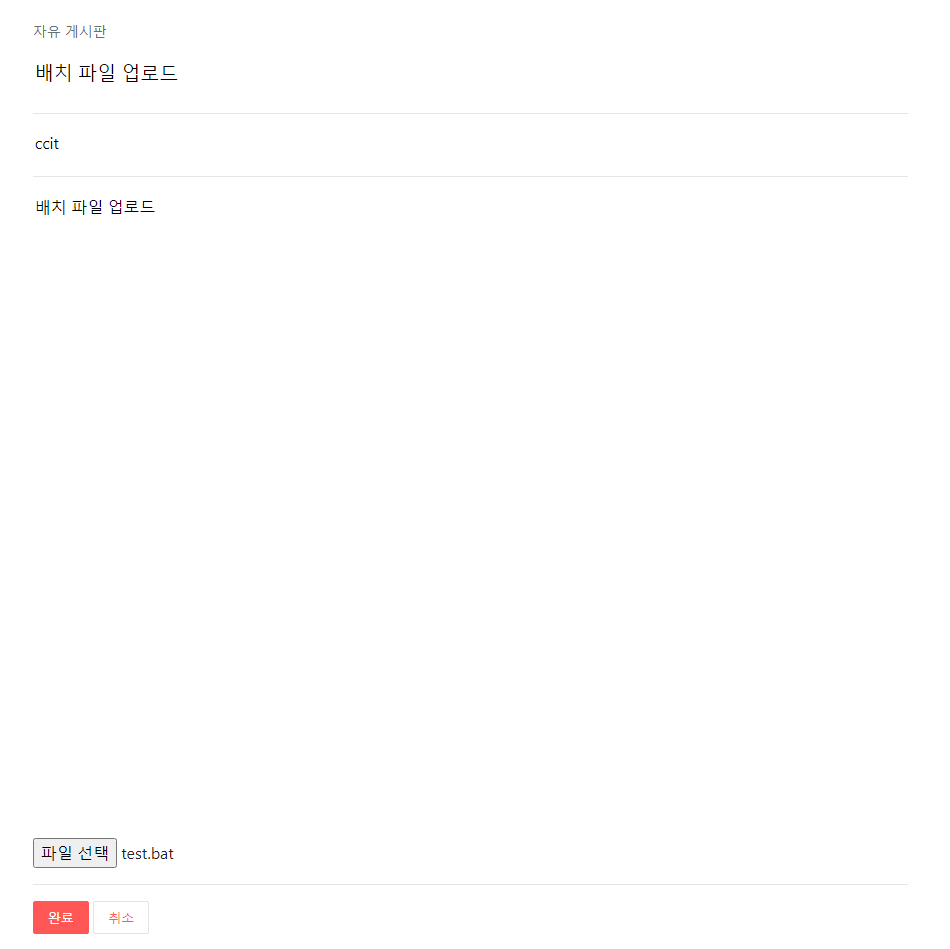 자유 게시판
배치 파일 업로드
ccit
배치 파일 업로드
파일 선택 test.bat
완료 취소